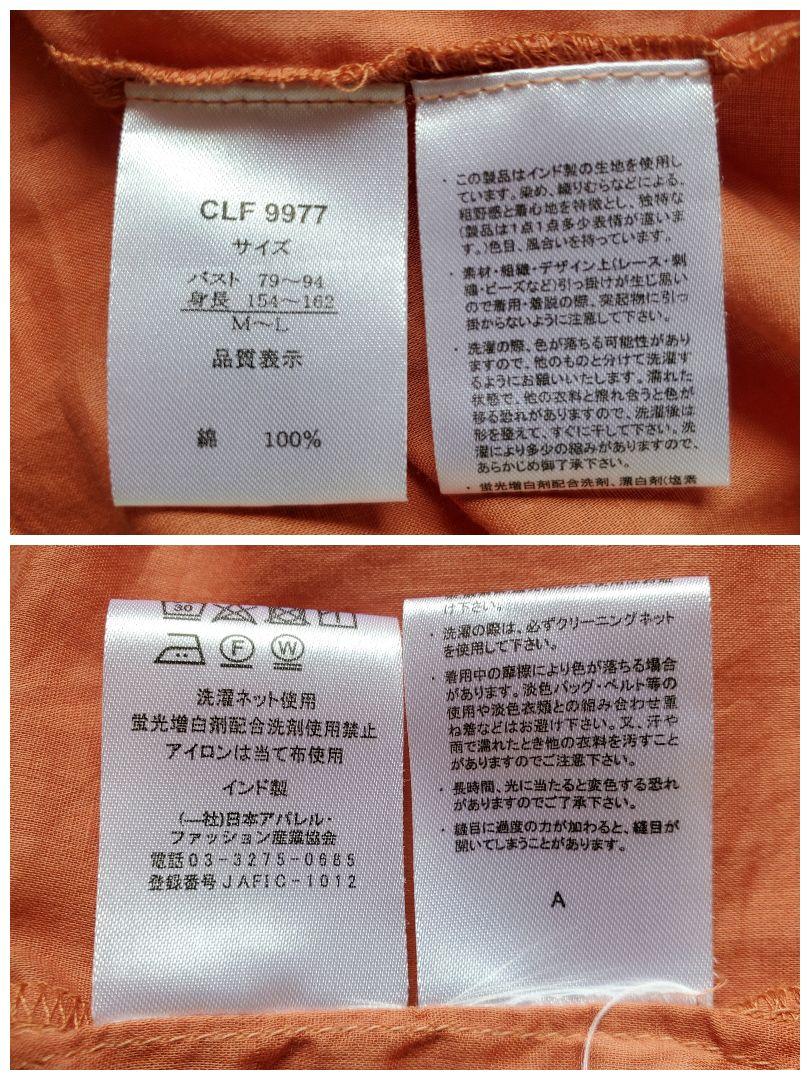 CLF 9977
サイズ
バスト 79～94
身長 154～162
M～L
品質表示
綿 100%
・この製品はインド製の生地を使用し
ています。染め、織りむらなどによる、
粗野感と着心地を特徴とし、独特な
(製品は1点1点多少表情が違いま
す。)色目、風合いを持っています。
・素材・組織・デザイン上(レース・刺
繍・ビーズなど)引っ掛けが生じ易い
ので着用・着脱の際、突起物に引っ
掛からないように注意して下さい。
・洗濯の際、色が落ちる可能性があり
ますので、他のものと分けて洗濯す
るようにお願いいたします。濡れた
状態で、他の衣料と擦れ合うと色が
移る恐れがありますので、洗濯後は
形を整えて、すぐに干して下さい。洗
濯により多少の縮みがありますので、
あらかじめ御了承下さい。
・蛍光増白剤配合洗剤、漂白剤(塩素
30
F W
洗濯ネット使用
蛍光増白剤配合洗剤使用禁止
アイロンは当て布使用
インド製
(一社)日本アパレル・
ファッション産業協会
電話03-3275-0685
登録番号JAFIC-1012
け下さい。
・洗濯の際は、必ずクリーニングネット
を使用して下さい。
・着用中の摩擦により色が落ちる場合
があります。淡色バッグ・ベルト等の
使用や淡色衣類との組み合わせ重
ね着などはお避け下さい。又、汗や
雨で濡れたとき他の衣料を汚すこと
がありますのでご注意下さい。
・長時間、光に当たると変色する恐れ
がありますのでご了承下さい。
・縫目に過度の力が加わると、縫目が
開いてしまうことがあります。
A